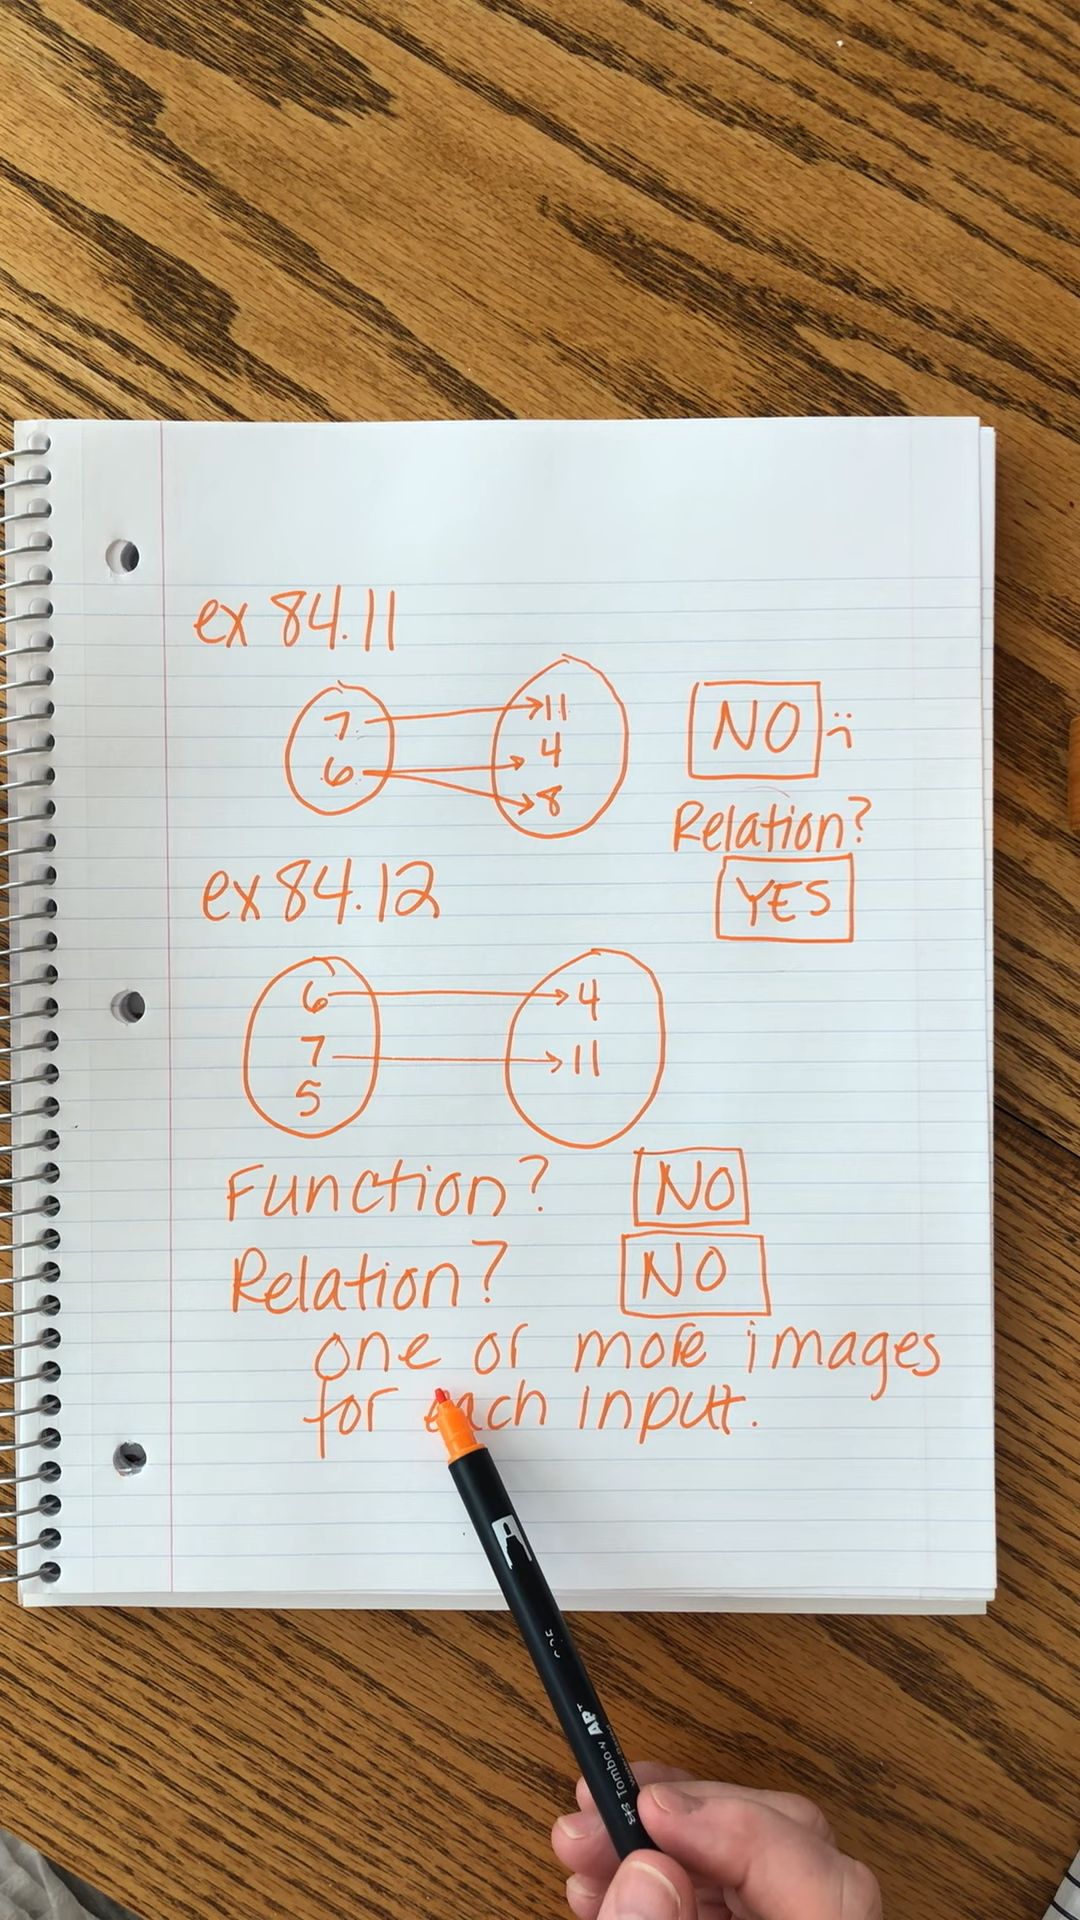 ex 84.11
7 11
6 4
8
NO :(
Relation?
YES
ex 84.12
6 4
7 11
5
Function? NO
Relation? NO
one or more images
for each input.
Tombow ABT